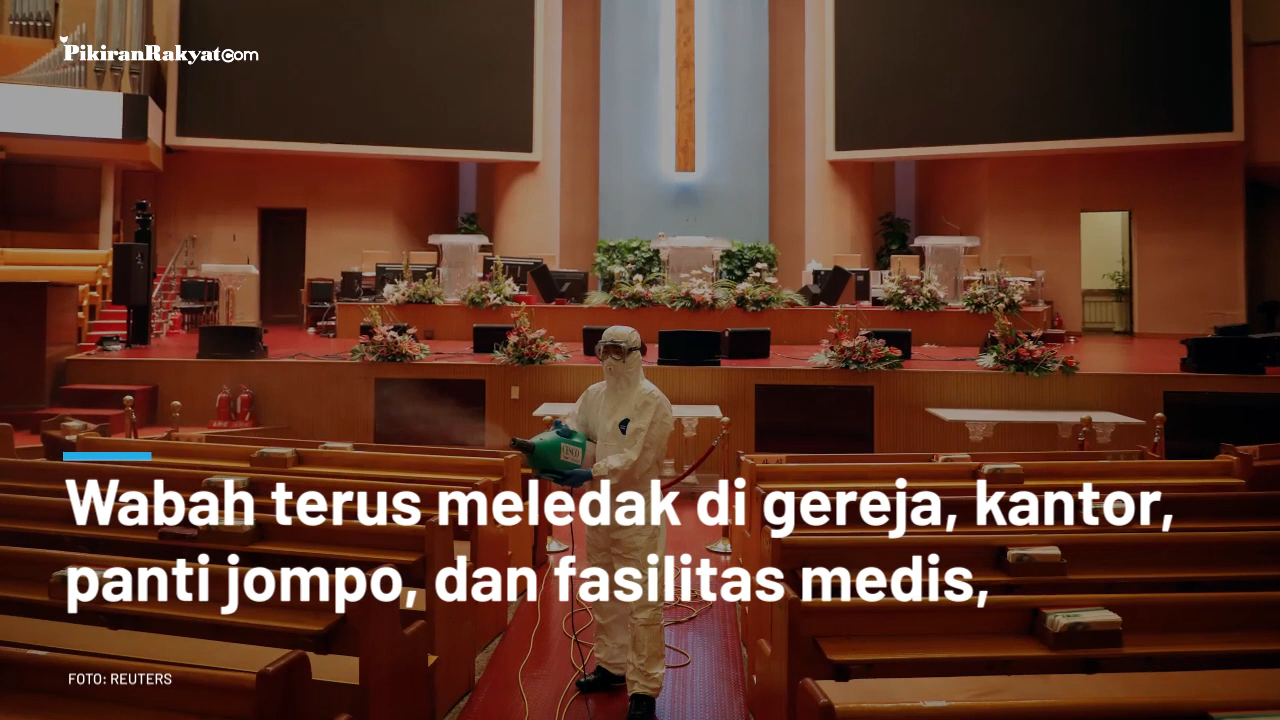 PikiranRakyat.com
Wabah terus meledak di gereja, kantor,
panti jompo, dan fasilitas medis,
FOTO: REUTERS